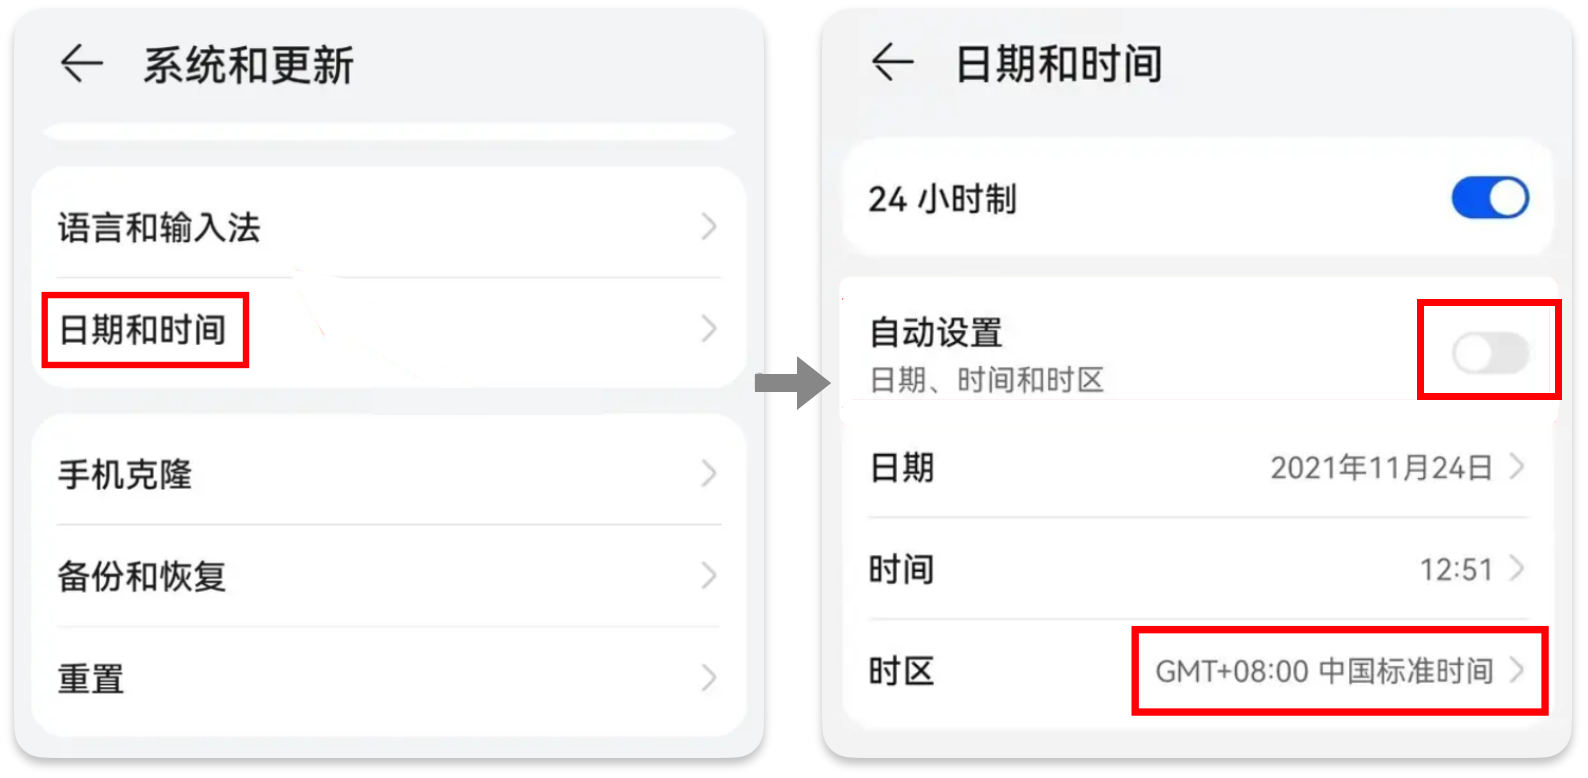 系统和更新
语言和输入法
日期和时间
手机克隆
备份和恢复
重置
日期和时间
24 小时制
自动设置
日期、时间和时区
日期 2021年11月24日
时间 12:51
时区 GMT+08:00 中国标准时间